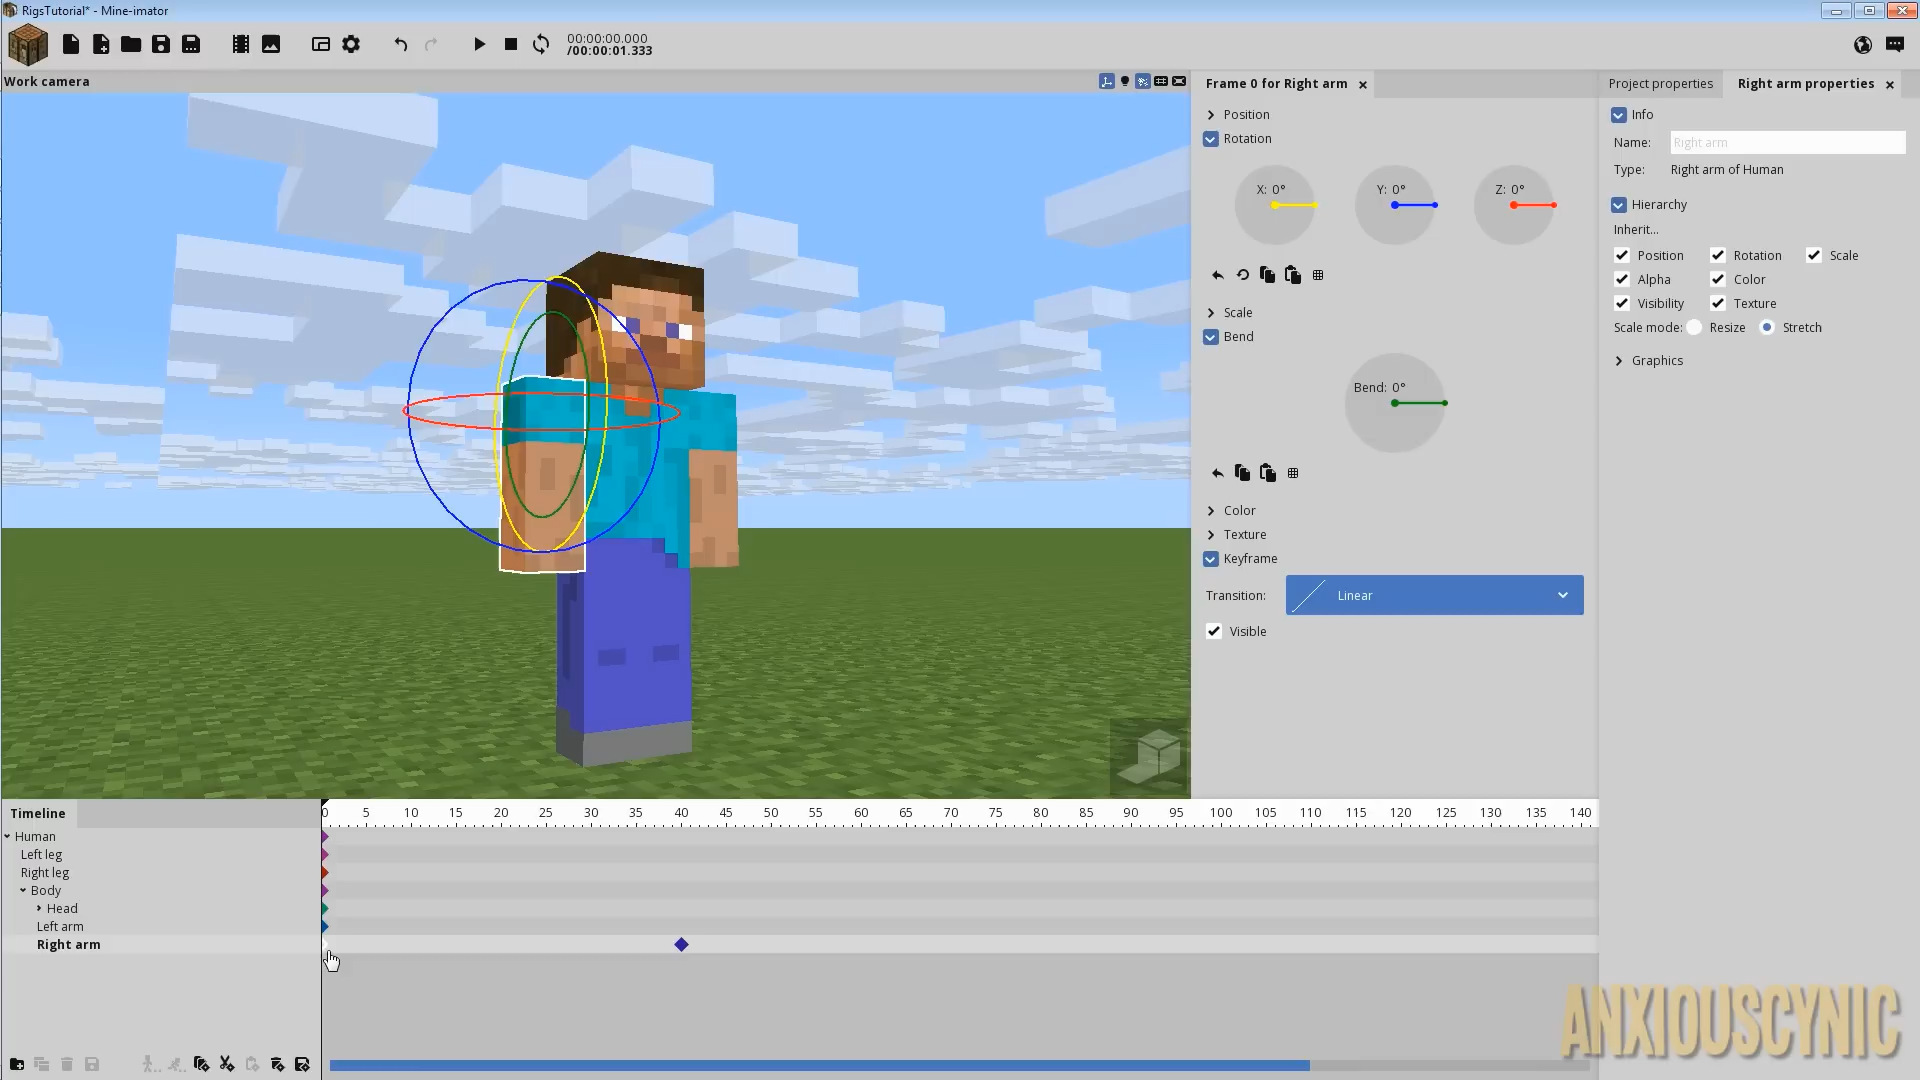 RigsTutorial* - Mine-imator
00:00:00.000
/00:00:01.333
Work camera
Frame 0 for Right arm
Position
Rotation
X: 0° Y: 0° Z: 0°
Scale
Bend
Bend: 0°
Color
Texture
Keyframe
Transition: Linear
Visible
Project properties Right arm properties
Info
Name: Right arm
Type: Right arm of Human
Hierarchy
Inherit...
Position Rotation Scale
Alpha Color
Visibility Texture
Scale mode: Resize Stretch
Graphics
Timeline
0 5 10 15 20 25 30 35 40 45 50 55 60 65 70 75 80 85 90 95 100 105 110 115 120 125 130 135 140
Human
Left leg
Right leg
Body
Head
Left arm
Right arm
ANXIOUSCYNIC